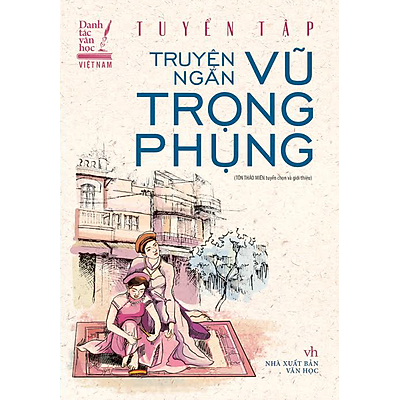 Danh
tác
văn
học
VIỆT NAM
TUYỂN TẬP
TRUYỆN
NGẮN
VŨ
TRỌNG
PHỤNG
(TÔN THẢO MIÊN tuyển chọn và giới thiệu)
vh
NHÀ XUẤT BẢN
VĂN HỌC